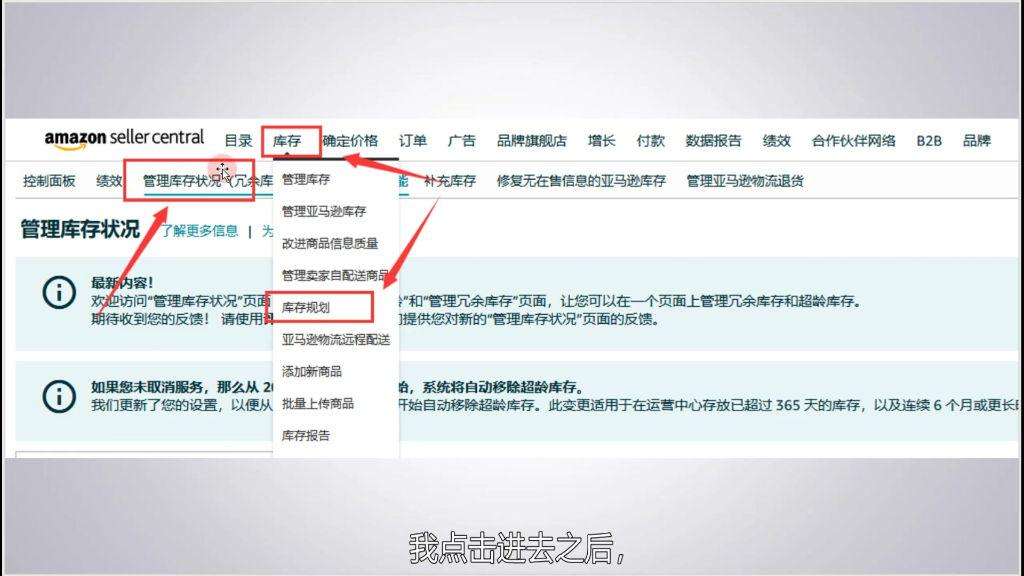 amazon seller central 目录 库存 确定价格 订单 广告 品牌旗舰店 增长 付款 数据报告 绩效 合作伙伴网络 B2B 品牌
控制面板 绩效 管理库存状况（冗余库 能 补充库存 修复无在售信息的亚马逊库存 管理亚马逊物流退货
管理库存状况 了解更多信息 | 为
管理库存
管理亚马逊库存
改进商品信息质量
管理卖家自配送商品
库存规划
亚马逊物流远程配送
添加新商品
批量上传商品
库存报告
最新内容！
欢迎访问“管理库存状况”页面 ”和“管理冗余库存”页面，让您可以在一个页面上管理冗余库存和超龄库存。
期待收到您的反馈！ 请使用 提供您对新的“管理库存状况”页面的反馈。
如果您未取消服务，那么从 20 始，系统将自动移除超龄库存。
我们更新了您的设置，以便从 开始自动移除超龄库存。此变更适用于在运营中心存放已超过 365 天的库存，以及连续 6 个月或更长
我点击进去之后，